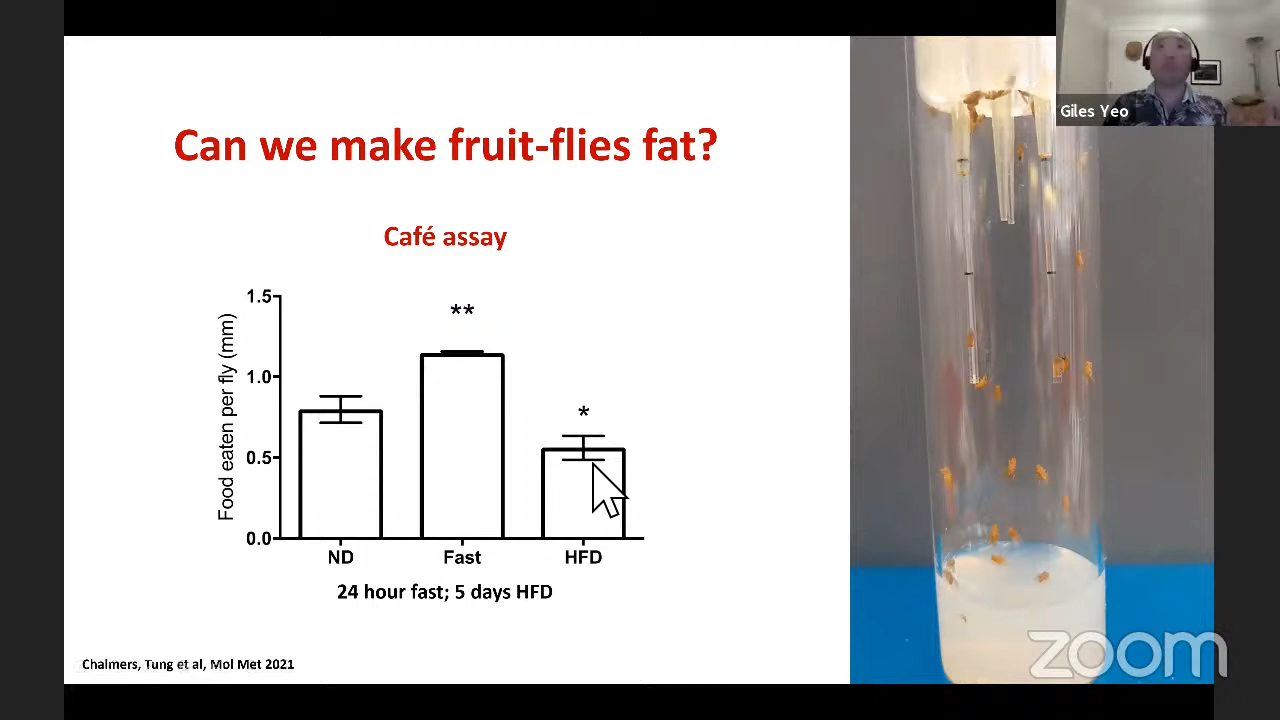 Giles Yeo
Can we make fruit-flies fat?
Café assay
Food eaten per fly (mm)
1.5
**
1.0
*
0.5
0.0
ND Fast HFD
24 hour fast; 5 days HFD
Chalmers, Tung et al, Mol Met 2021
zoom